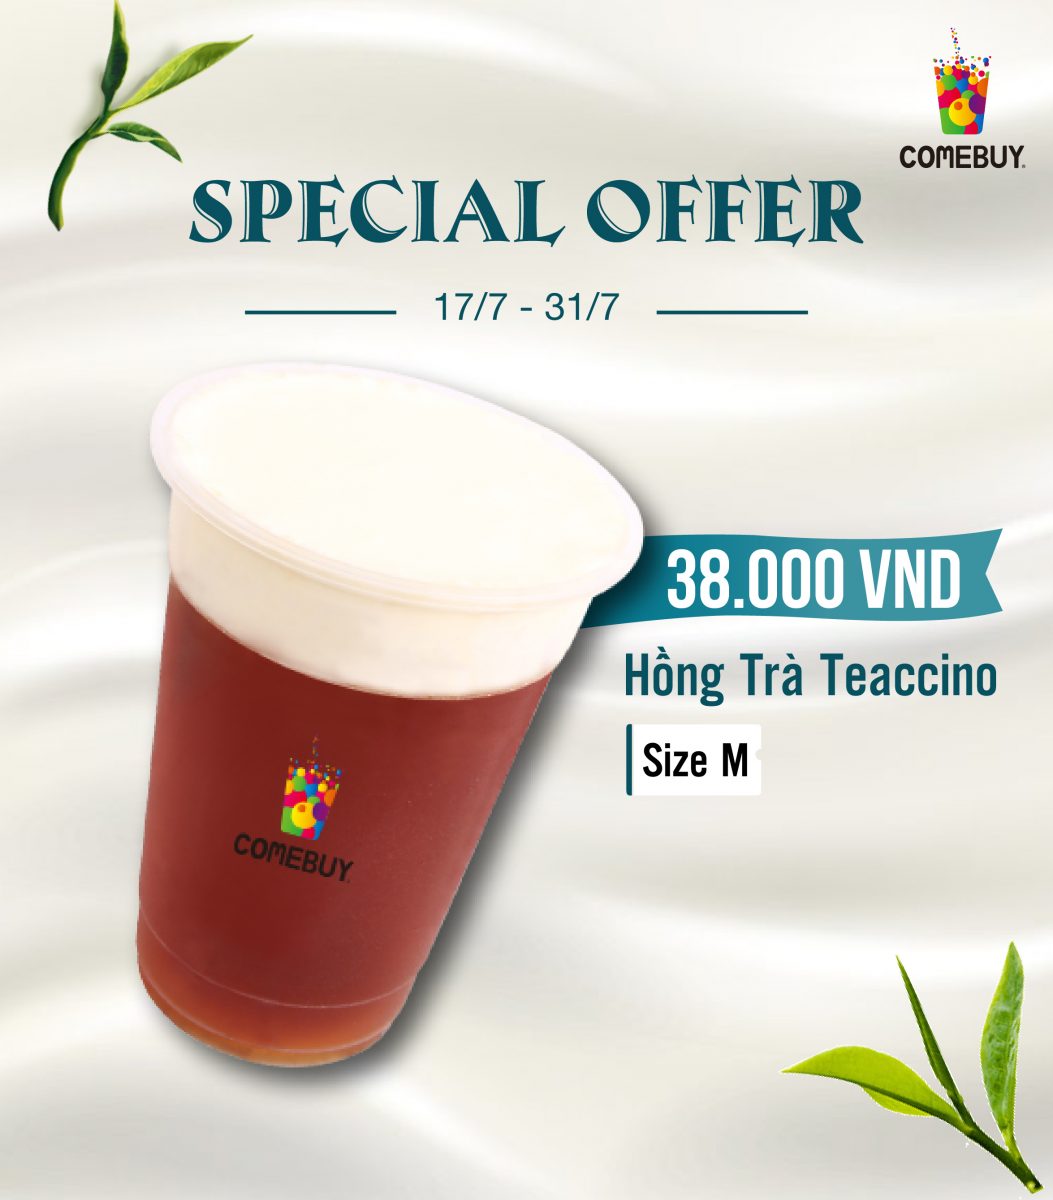 COMEBUY
SPECIAL OFFER
17/7 - 31/7
38.000 VND
Hồng Trà Teaccino
Size M
COMEBUY